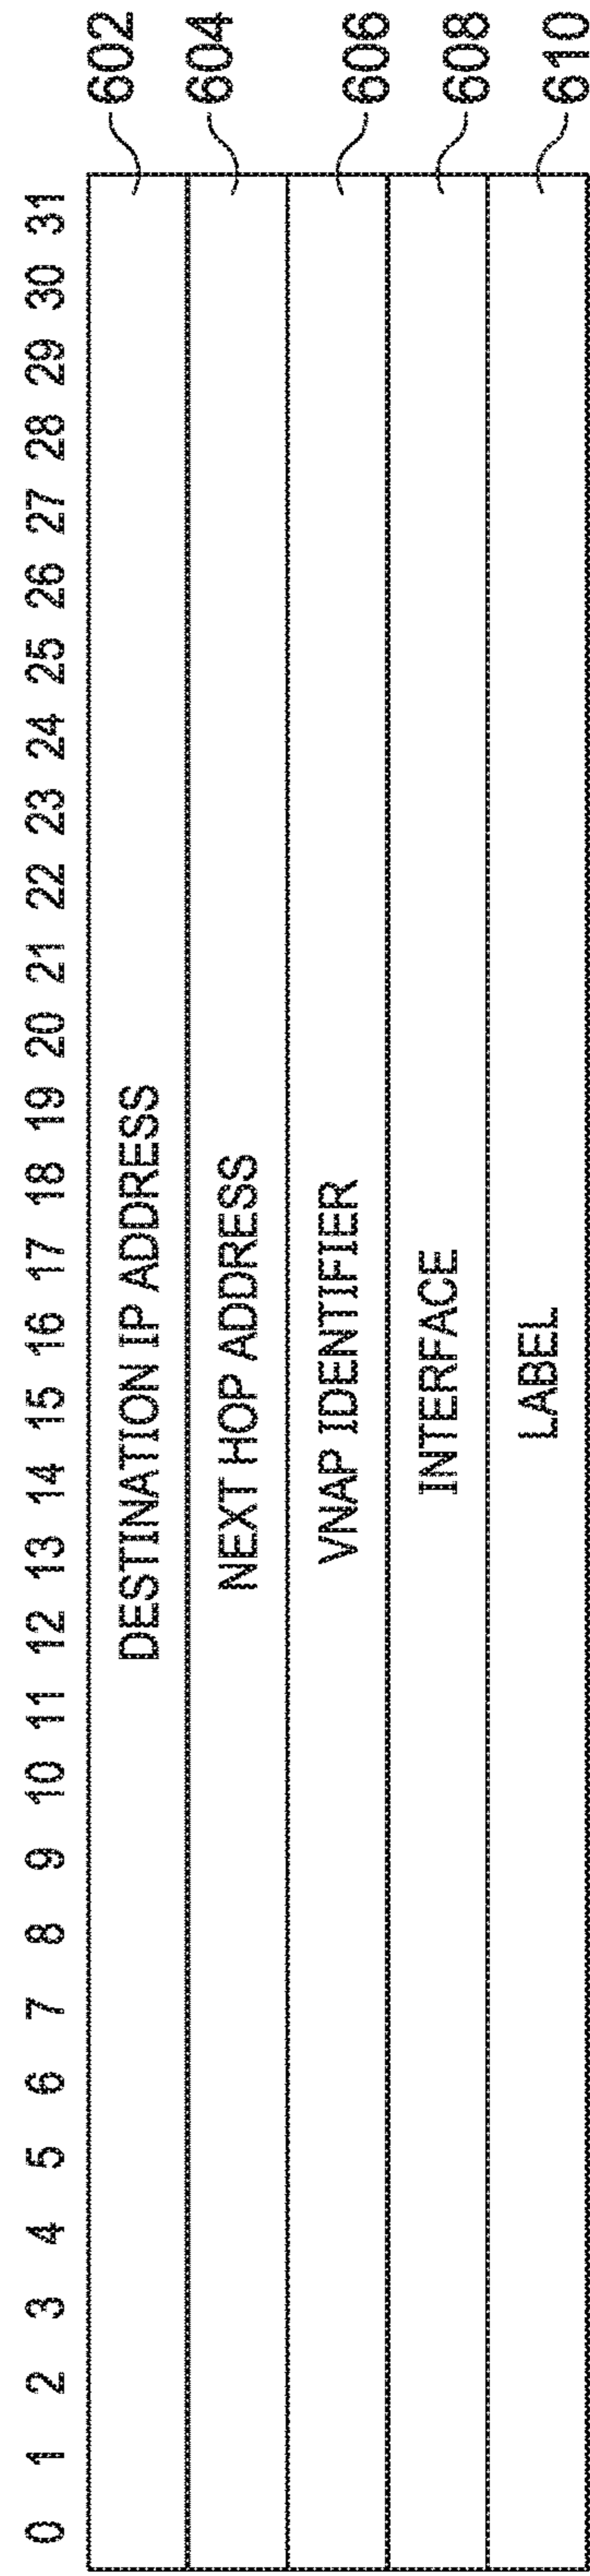 0 1 2 3 4 5 6 7 8 9 10 11 12 13 14 15 16 17 18 19 20 21 22 23 24 25 26 27 28 29 30 31
DESTINATION IP ADDRESS 602
NEXT HOP ADDRESS 604
VNAP IDENTIFIER 606
INTERFACE 608
LABEL 610